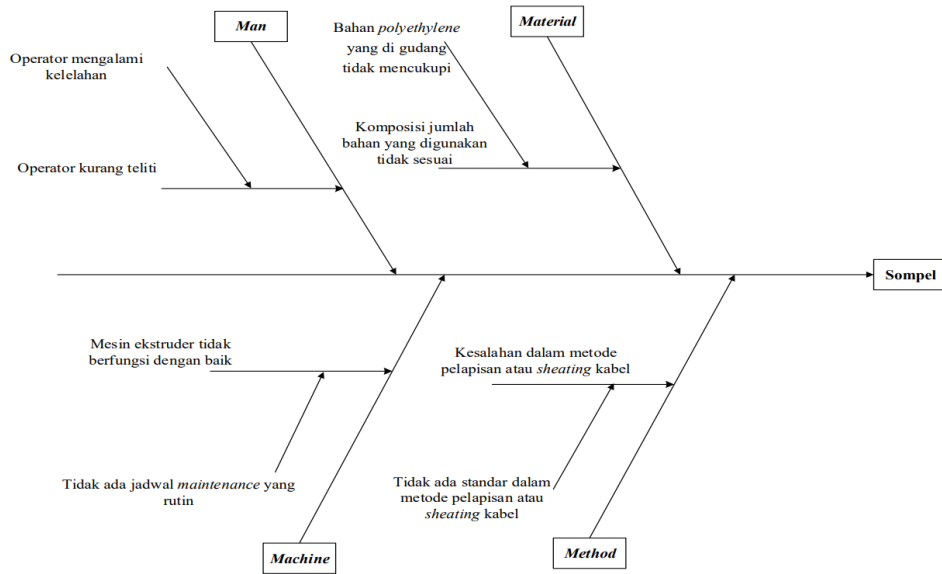 Man
Material
Bahan polyethylene
yang di gudang
tidak mencukupi
Operator mengalami
kelelahan
Komposisi jumlah
bahan yang digunakan
tidak sesuai
Operator kurang teliti
Sompel
Mesin ekstruder tidak
berfungsi dengan baik
Kesalahan dalam metode
pelapisan atau sheating kabel
Tidak ada jadwal maintenance yang
rutin
Tidak ada standar dalam
metode pelapisan atau
sheating kabel
Machine
Method